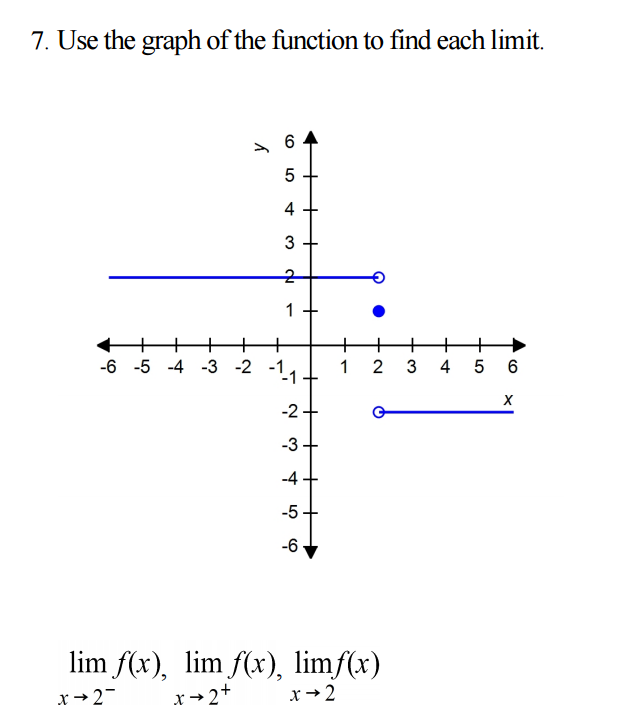 7. Use the graph of the function to find each limit.
y
6
5
4
3
2
1
-6 -5 -4 -3 -2 -1 1 2 3 4 5 6
-1
x
-2
-3
-4
-5
-6
lim f(x), lim f(x), lim f(x)
x→2⁻ x→2⁺ x→2